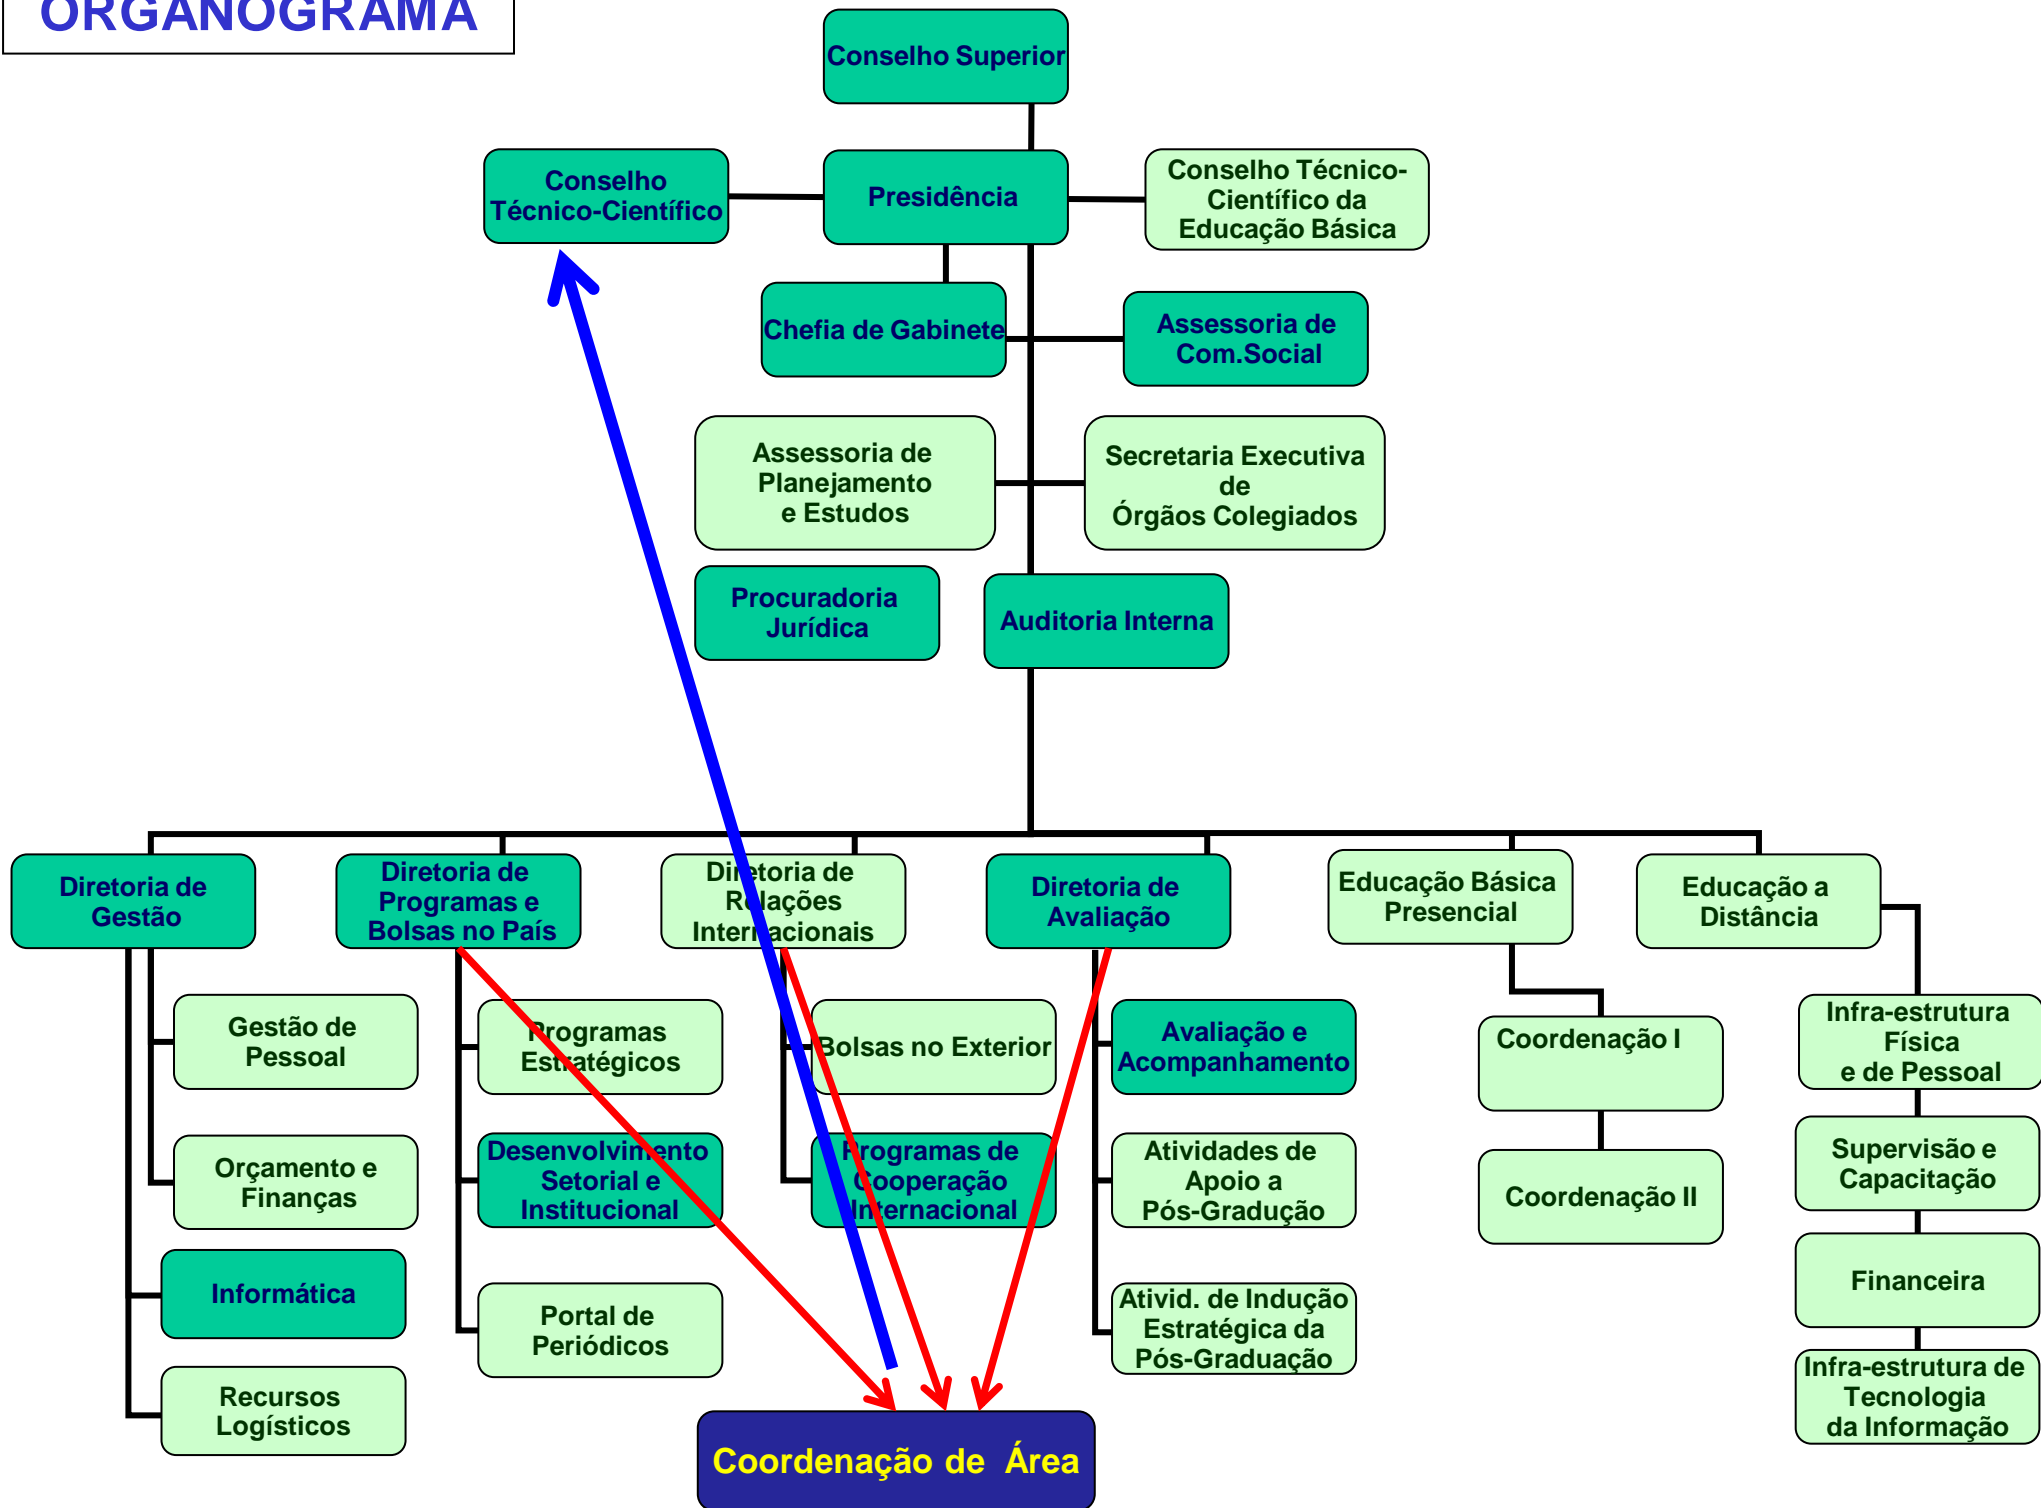 ORGANOGRAMA
Conselho Superior
Conselho
Técnico-Científico
Presidência
Conselho Técnico-
Científico da
Educação Básica
Chefia de Gabinete
Assessoria de
Com.Social
Assessoria de
Planejamento
e Estudos
Secretaria Executiva
de
Órgãos Colegiados
Procuradoria
Jurídica
Auditoria Interna
Diretoria de
Gestão
Diretoria de
Programas e
Bolsas no País
Diretoria de
Relações
Internacionais
Diretoria de
Avaliação
Educação Básica
Presencial
Educação a
Distância
Gestão de
Pessoal
Orçamento e
Finanças
Informática
Recursos
Logísticos
Programas
Estratégicos
Desenvolvimento
Setorial e
Institucional
Portal de
Periódicos
Bolsas no Exterior
Programas de
Cooperação
Internacional
Avaliação e
Acompanhamento
Atividades de
Apoio a
Pós-Gradução
Ativid. de Indução
Estratégica da
Pós-Graduação
Coordenação I
Coordenação II
Infra-estrutura
Física
e de Pessoal
Supervisão e
Capacitação
Financeira
Infra-estrutura de
Tecnologia
da Informação
Coordenação de Área